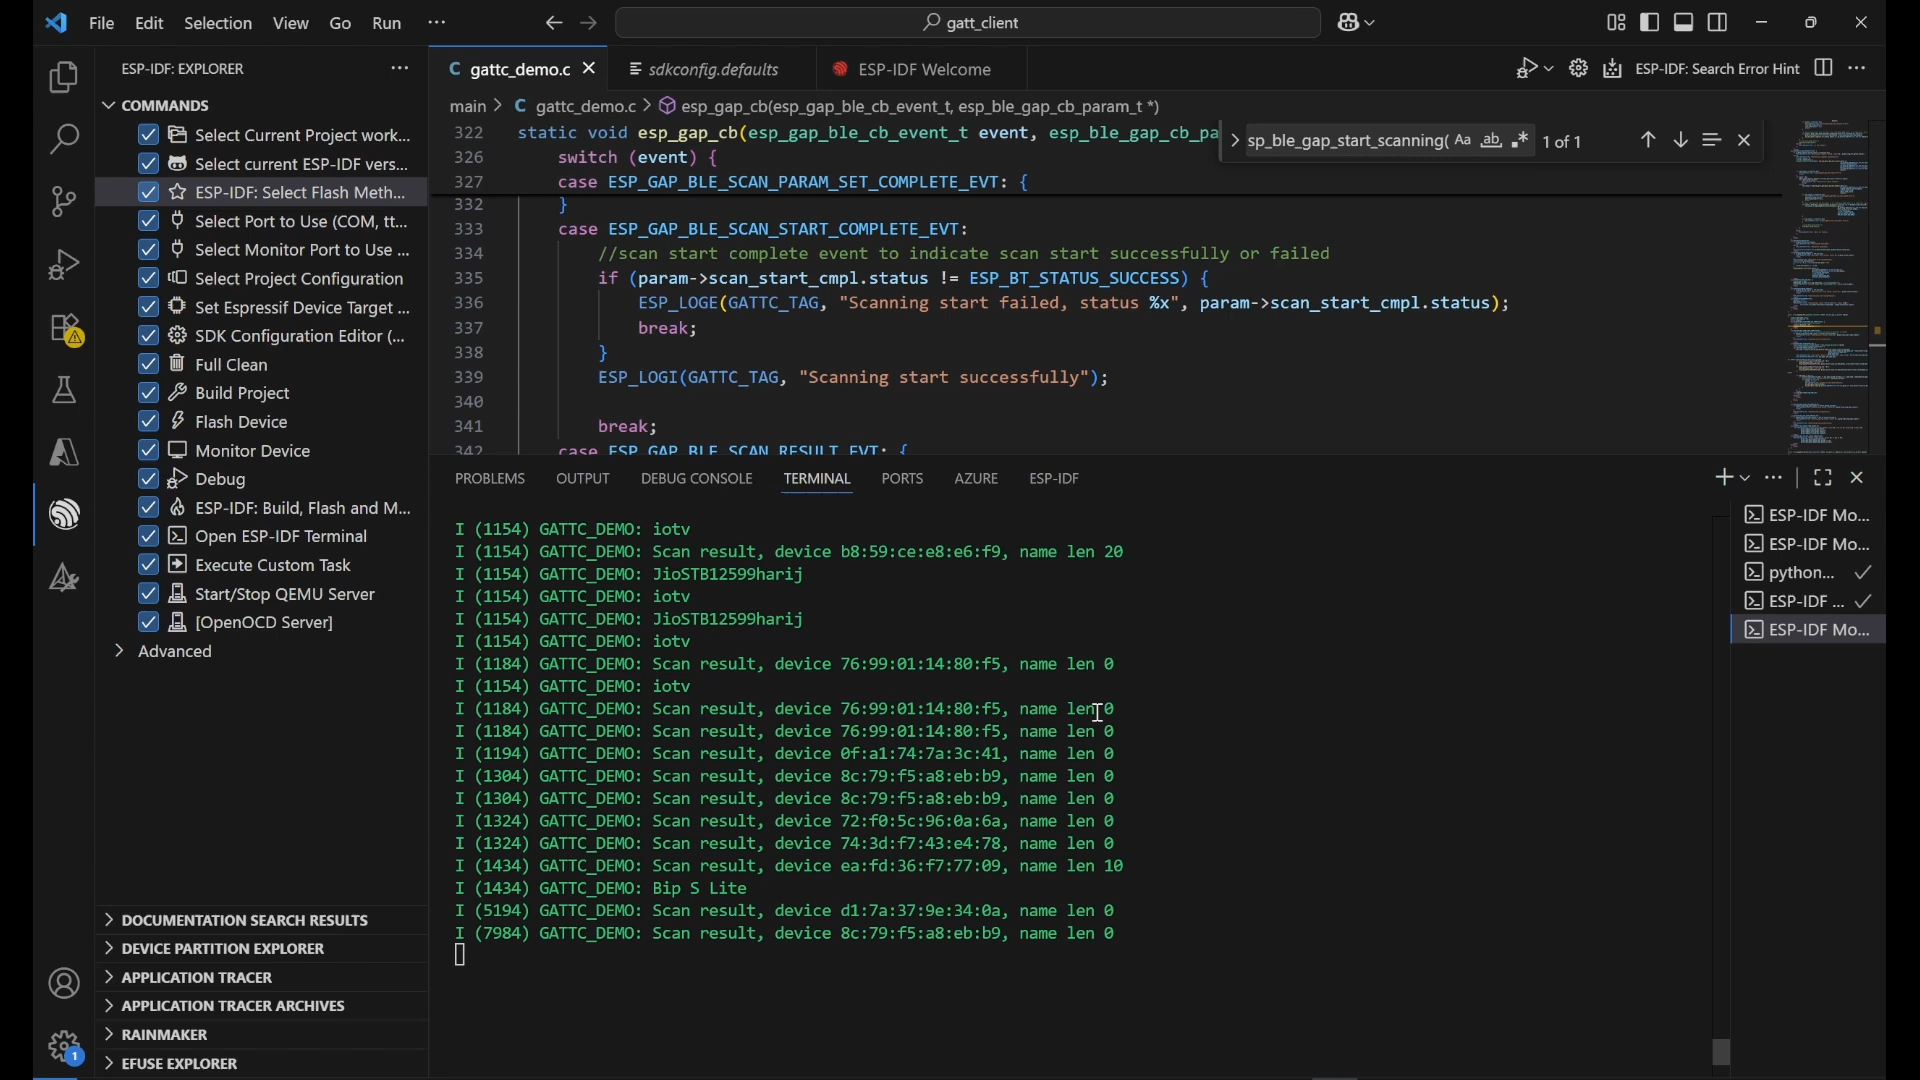 File Edit Selection View Go Run ···
gatt_client
ESP-IDF: EXPLORER ···
COMMANDS
Select Current Project work...
Select current ESP-IDF vers...
ESP-IDF: Select Flash Meth...
Select Port to Use (COM, tt...
Select Monitor Port to Use ...
Select Project Configuration
Set Espressif Device Target ...
SDK Configuration Editor (...
Full Clean
Build Project
Flash Device
Monitor Device
Debug
ESP-IDF: Build, Flash and M...
Open ESP-IDF Terminal
Execute Custom Task
Start/Stop QEMU Server
[OpenOCD Server]
Advanced
DOCUMENTATION SEARCH RESULTS
DEVICE PARTITION EXPLORER
APPLICATION TRACER
APPLICATION TRACER ARCHIVES
RAINMAKER
EFUSE EXPLORER
1
C gattc_demo.c sdkconfig.defaults ESP-IDF Welcome
ESP-IDF: Search Error Hint ···
main > C gattc_demo.c > esp_gap_cb(esp_gap_ble_cb_event_t, esp_ble_gap_cb_param_t *)
sp_ble_gap_start_scanning( Aa ab .* 1 of 1
322 static void esp_gap_cb(esp_gap_ble_cb_event_t event, esp_ble_gap_cb_pa
326 switch (event) {
327 case ESP_GAP_BLE_SCAN_PARAM_SET_COMPLETE_EVT: {
332 }
333 case ESP_GAP_BLE_SCAN_START_COMPLETE_EVT:
334 //scan start complete event to indicate scan start successfully or failed
335 if (param->scan_start_cmpl.status != ESP_BT_STATUS_SUCCESS) {
336 ESP_LOGE(GATTC_TAG, "Scanning start failed, status %x", param->scan_start_cmpl.status);
337 break;
338 }
339 ESP_LOGI(GATTC_TAG, "Scanning start successfully");
340
341 break;
342 case ESP_GAP_BLE_SCAN_RESULT_EVT: {
PROBLEMS OUTPUT DEBUG CONSOLE TERMINAL PORTS AZURE ESP-IDF
I (1154) GATTC_DEMO: iotv
I (1154) GATTC_DEMO: Scan result, device b8:59:ce:e8:e6:f9, name len 20
I (1154) GATTC_DEMO: JioSTB12599harij
I (1154) GATTC_DEMO: iotv
I (1154) GATTC_DEMO: JioSTB12599harij
I (1154) GATTC_DEMO: iotv
I (1184) GATTC_DEMO: Scan result, device 76:99:01:14:80:f5, name len 0
I (1154) GATTC_DEMO: iotv
I (1184) GATTC_DEMO: Scan result, device 76:99:01:14:80:f5, name len 0
I (1184) GATTC_DEMO: Scan result, device 76:99:01:14:80:f5, name len 0
I (1194) GATTC_DEMO: Scan result, device 0f:a1:74:7a:3c:41, name len 0
I (1304) GATTC_DEMO: Scan result, device 8c:79:f5:a8:eb:b9, name len 0
I (1304) GATTC_DEMO: Scan result, device 8c:79:f5:a8:eb:b9, name len 0
I (1324) GATTC_DEMO: Scan result, device 72:f0:5c:96:0a:6a, name len 0
I (1324) GATTC_DEMO: Scan result, device 74:3d:f7:43:e4:78, name len 0
I (1434) GATTC_DEMO: Scan result, device ea:fd:36:f7:77:09, name len 10
I (1434) GATTC_DEMO: Bip S Lite
I (5194) GATTC_DEMO: Scan result, device d1:7a:37:9e:34:0a, name len 0
I (7984) GATTC_DEMO: Scan result, device 8c:79:f5:a8:eb:b9, name len 0
ESP-IDF Mo...
ESP-IDF Mo...
python...
ESP-IDF ...
ESP-IDF Mo...